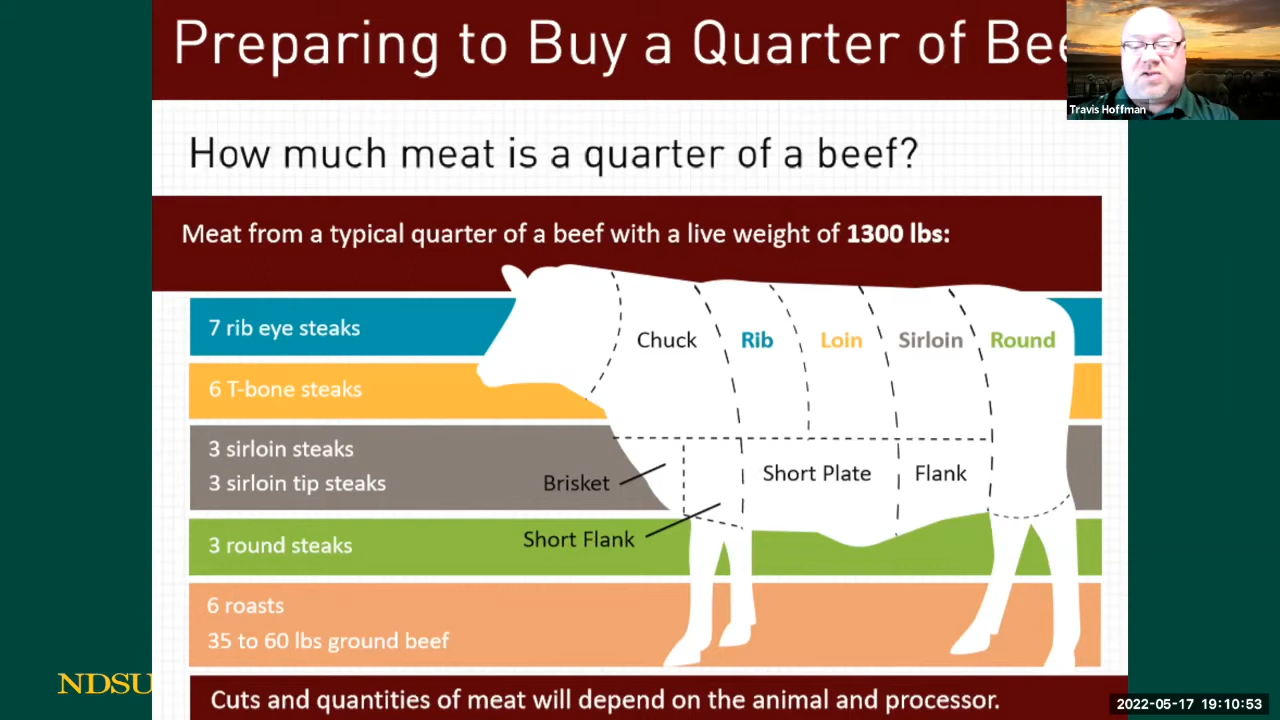 Preparing to Buy a Quarter of Bee
Travis Hoffman
How much meat is a quarter of a beef?
Meat from a typical quarter of a beef with a live weight of 1300 lbs:
7 rib eye steaks
Chuck
Rib
Loin
Sirloin
Round
6 T-bone steaks
3 sirloin steaks
3 sirloin tip steaks
Brisket
Short Plate
Flank
Short Flank
3 round steaks
6 roasts
35 to 60 lbs ground beef
NDSU
Cuts and quantities of meat will depend on the animal and processor.
2022-05-17 19:10:53